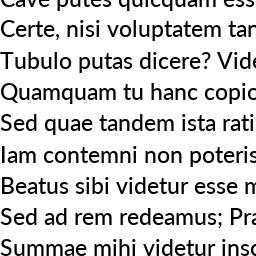 Cave putes quicquam ess
Certe, nisi voluptatem tan
Tubulo putas dicere? Vide
Quamquam tu hanc copio
Sed quae tandem ista rati
Iam contemni non poteris
Beatus sibi videtur esse m
Sed ad rem redeamus; Pra
Summae mihi videtur insc